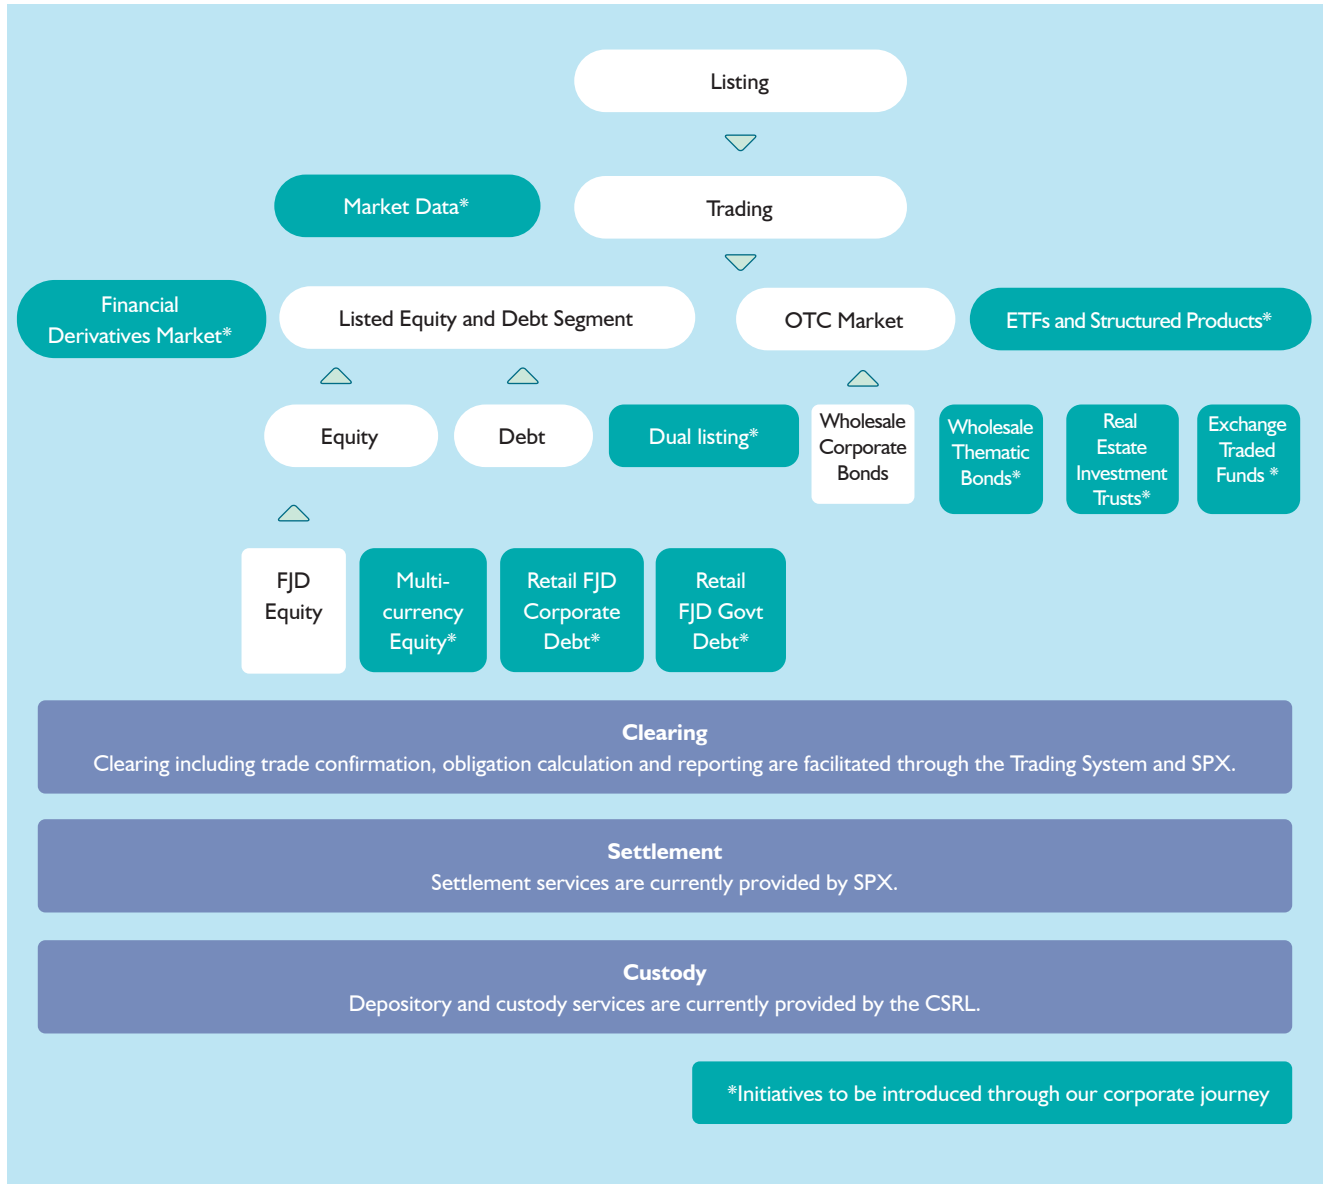 Listing
Market Data*
Trading
Financial
Derivatives Market*
Listed Equity and Debt Segment
OTC Market
ETFs and Structured Products*
Equity
Debt
Dual listing*
Wholesale
Corporate
Bonds
Wholesale
Thematic
Bonds*
Real
Estate
Investment
Trusts*
Exchange
Traded
Funds *
FJD
Equity
Multi-
currency
Equity*
Retail FJD
Corporate
Debt*
Retail
FJD Govt
Debt*
Clearing
Clearing including trade confirmation, obligation calculation and reporting are facilitated through the Trading System and SPX.
Settlement
Settlement services are currently provided by SPX.
Custody
Depository and custody services are currently provided by the CSRL.
*Initiatives to be introduced through our corporate journey